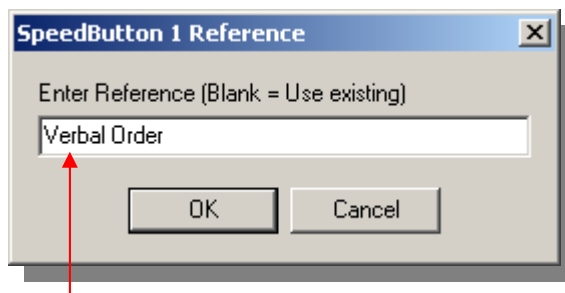 SpeedButton 1 Reference
Enter Reference (Blank = Use existing)
Verbal Order
OK Cancel